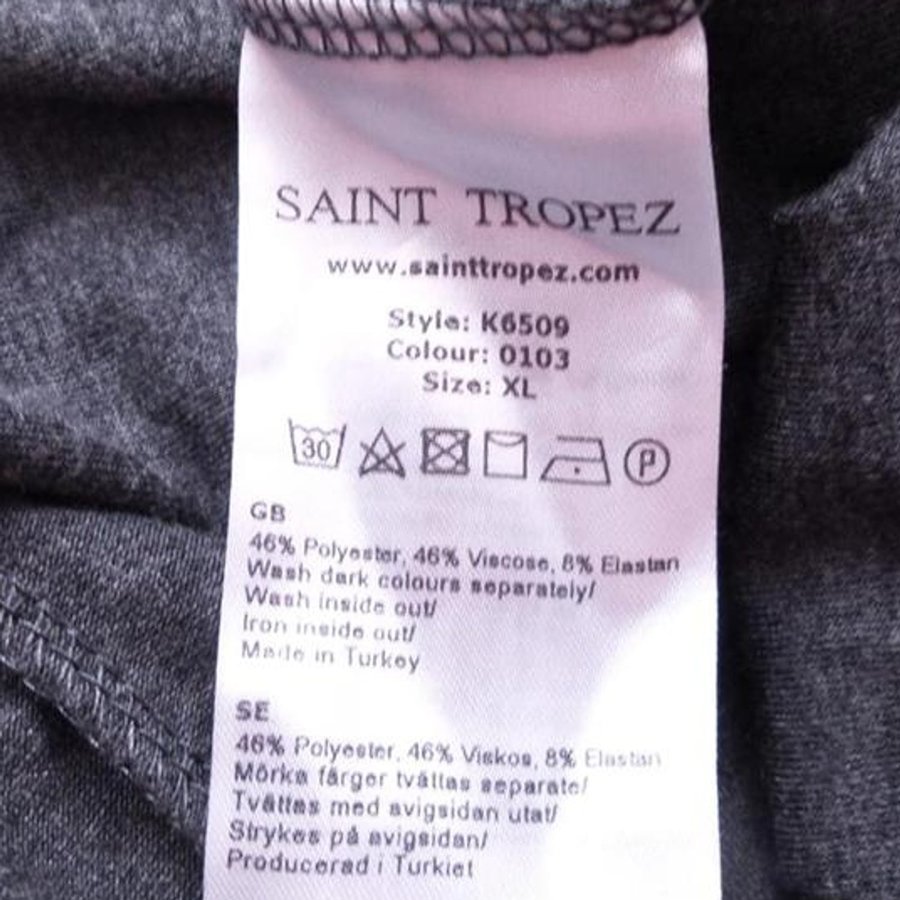 SAINT TROPEZ
www.sainttropez.com
Style: K6509
Colour: 0103
Size: XL
30 P
GB
46% Polyester, 46% Viscose, 8% Elastan
Wash dark colours separately/
Wash inside out/
Iron inside out/
Made in Turkey
SE
46% Polyester, 46% Viskos, 8% Elastan
Mörka färger tvättas separate/
Tvättas med avigsidan utat/
Strykes på avigsidan/
Producerad i Turkiet